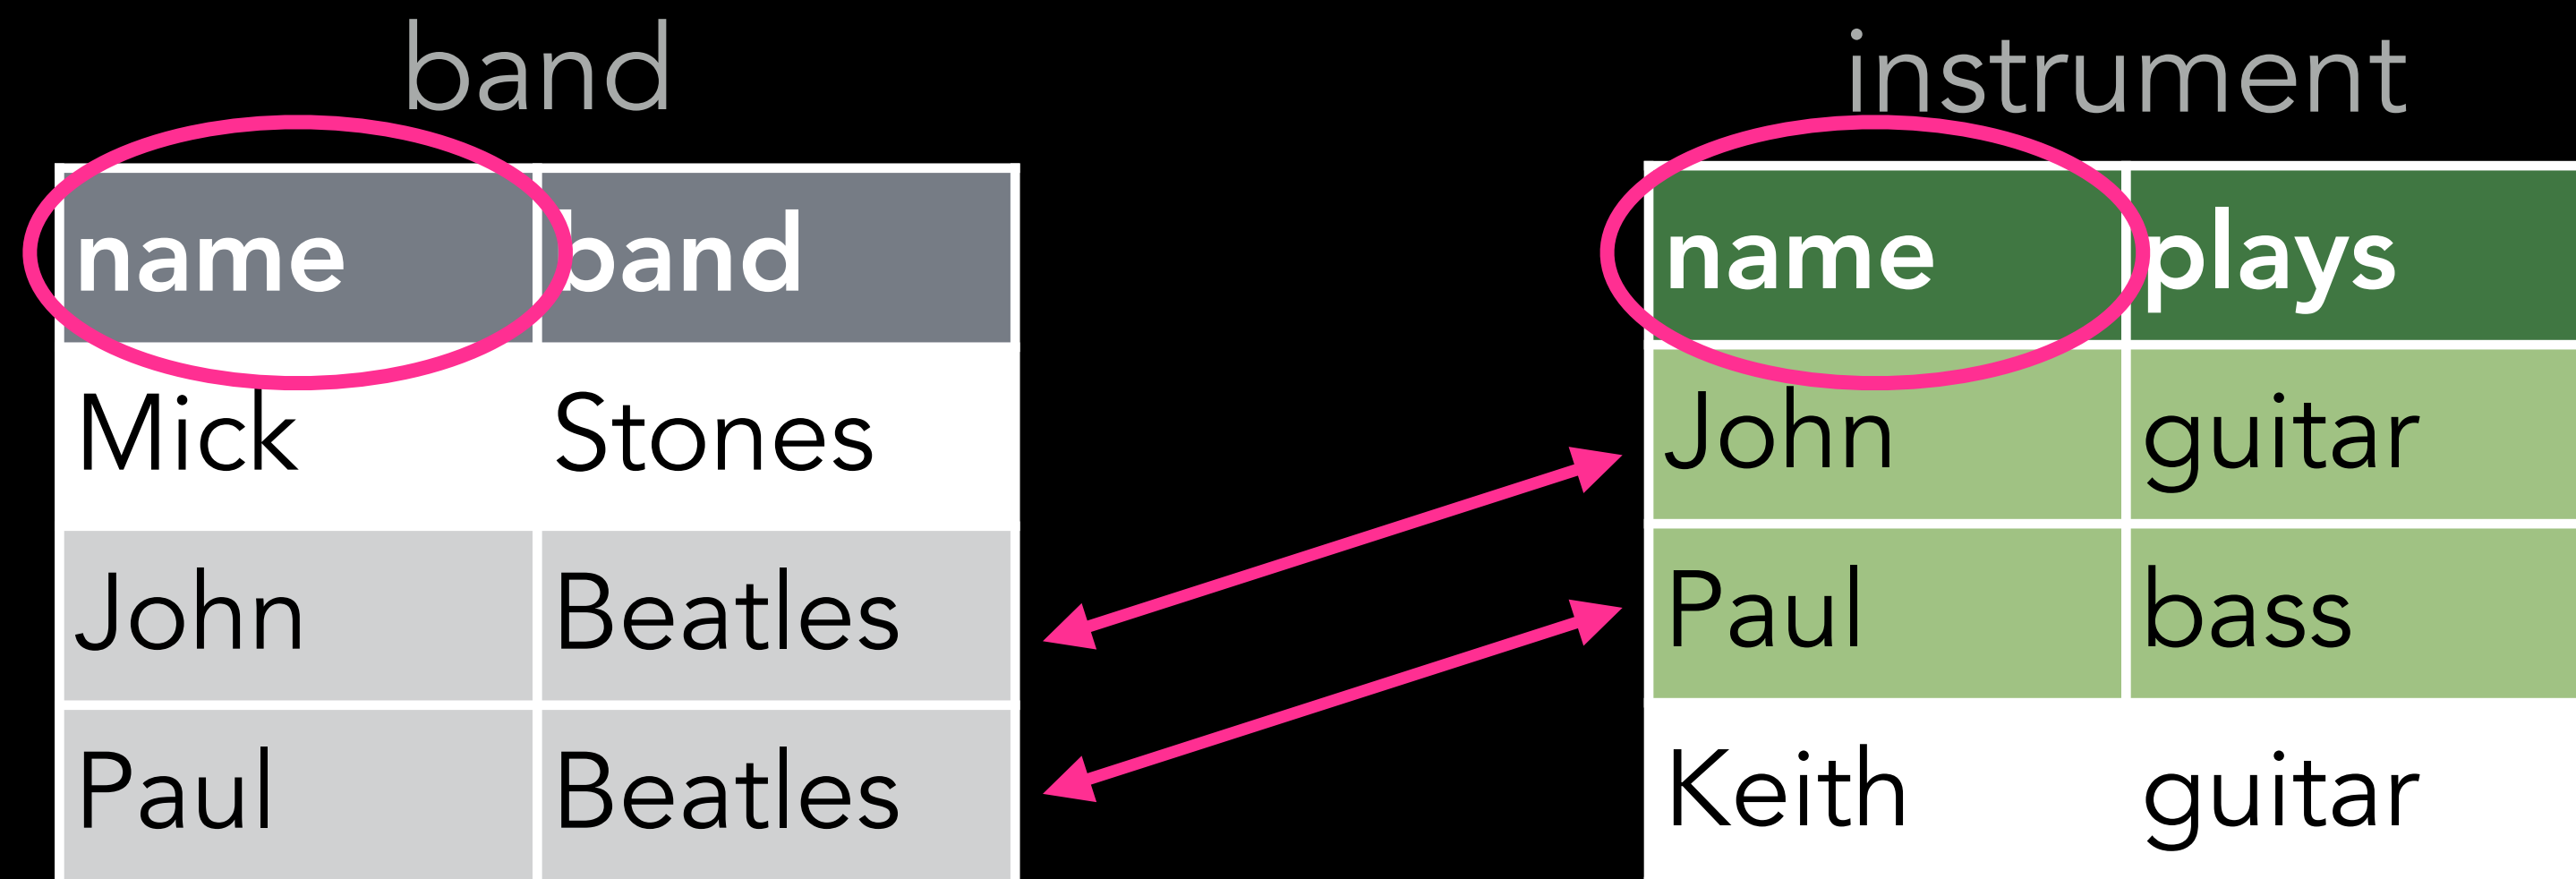 band
name band
Mick Stones
John Beatles
Paul Beatles
instrument
name plays
John guitar
Paul bass
Keith guitar